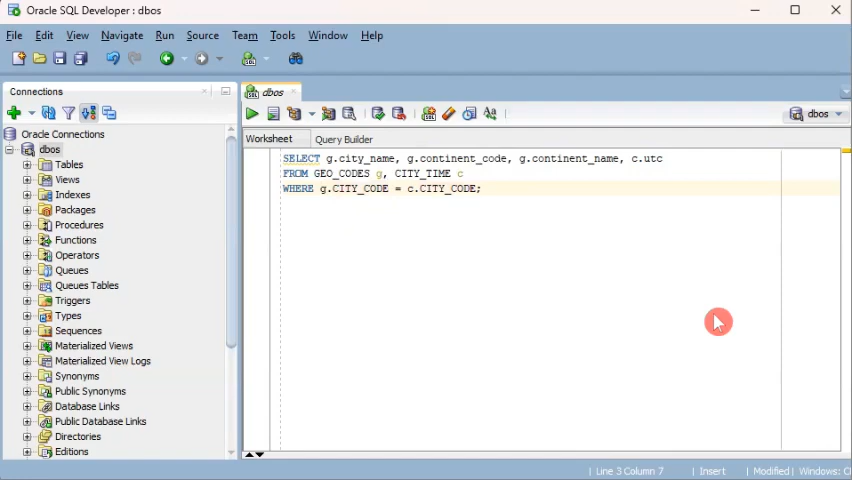 Oracle SQL Developer : dbos
File Edit View Navigate Run Source Team Tools Window Help
Connections
dbos
dbos
Worksheet Query Builder
Oracle Connections
dbos
Tables
Views
Indexes
Packages
Procedures
Functions
Operators
Queues
Queues Tables
Triggers
Types
Sequences
Materialized Views
Materialized View Logs
Synonyms
Public Synonyms
Database Links
Public Database Links
Directories
Editions
SELECT g.city_name, g.continent_code, g.continent_name, c.utc
FROM GEO_CODES g, CITY_TIME c
WHERE g.CITY_CODE = c.CITY_CODE;
Line 3 Column 7 Insert Modified Windows: C